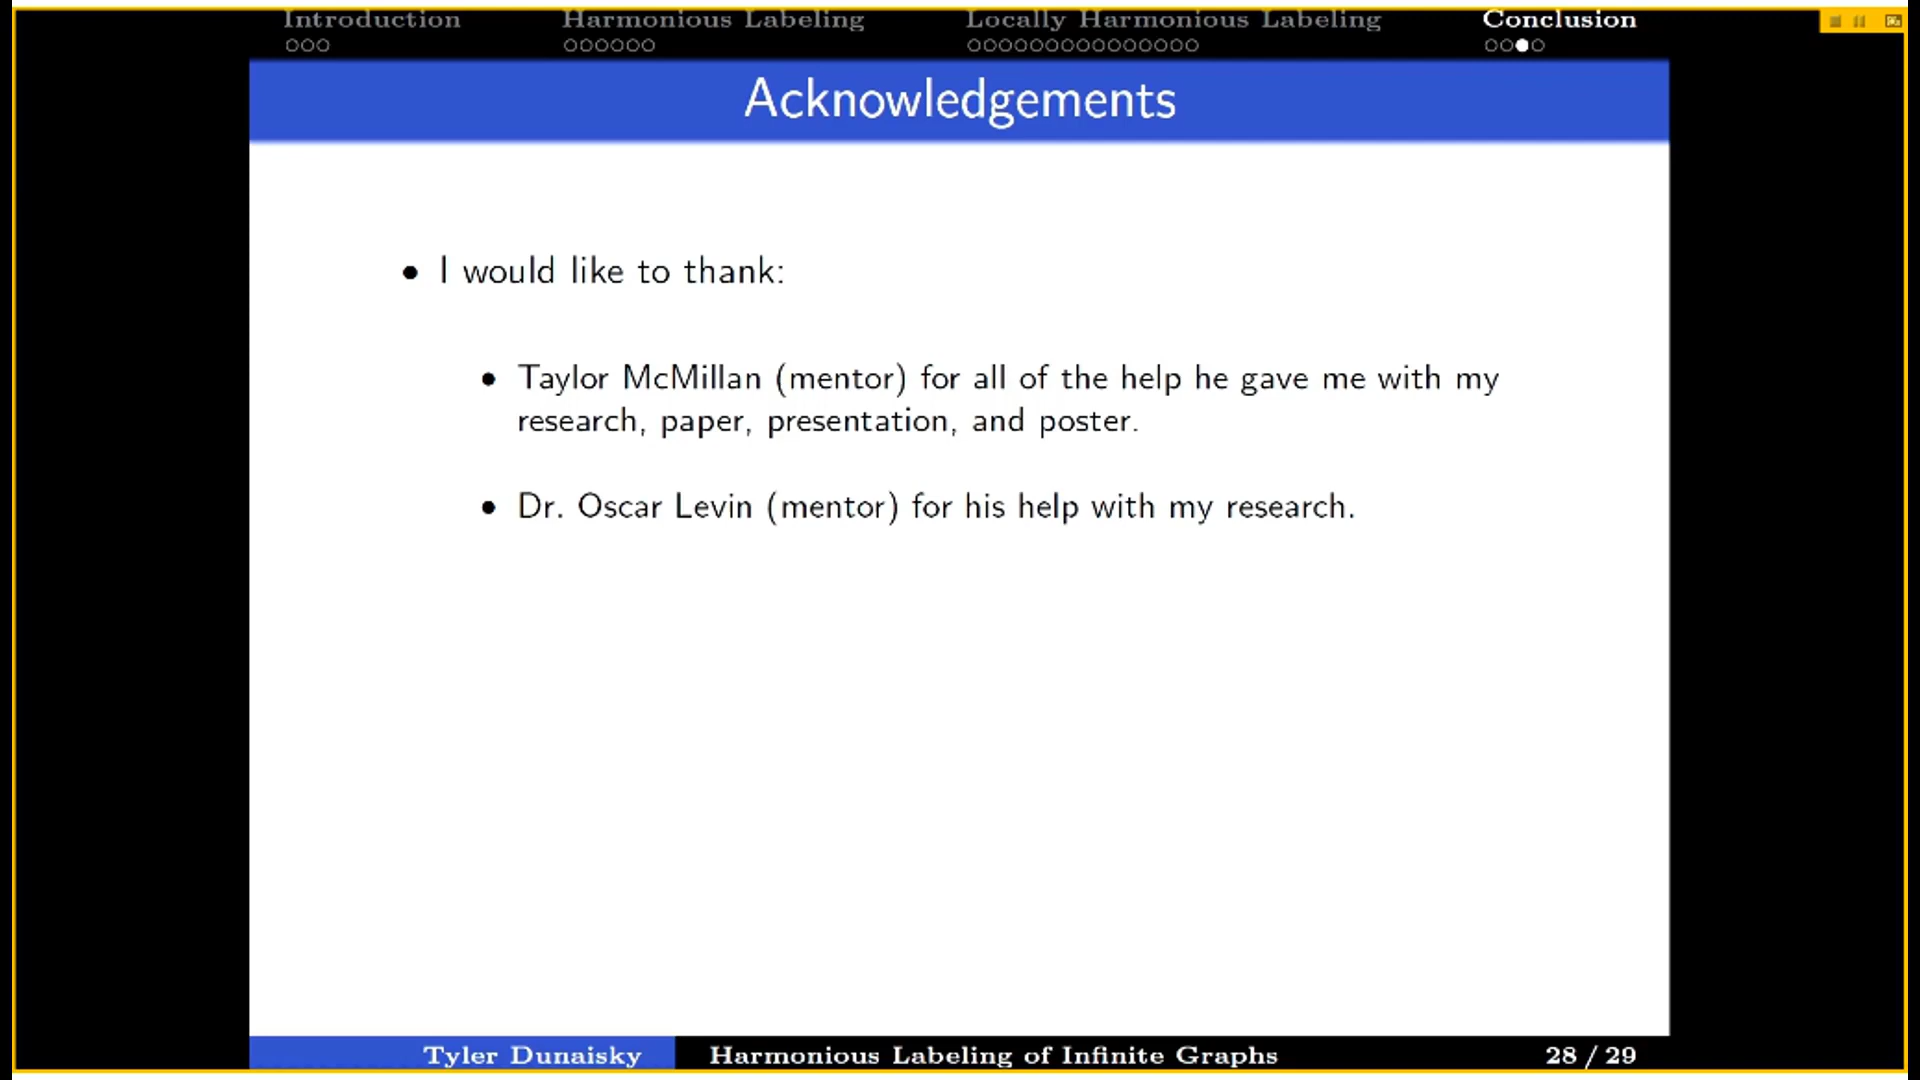 Introduction Harmonious Labeling Locally Harmonious Labeling Conclusion
Acknowledgements
• I would like to thank:
• Taylor McMillan (mentor) for all of the help he gave me with my
research, paper, presentation, and poster.
• Dr. Oscar Levin (mentor) for his help with my research.
Tyler Dunaisky Harmonious Labeling of Infinite Graphs 28 / 29